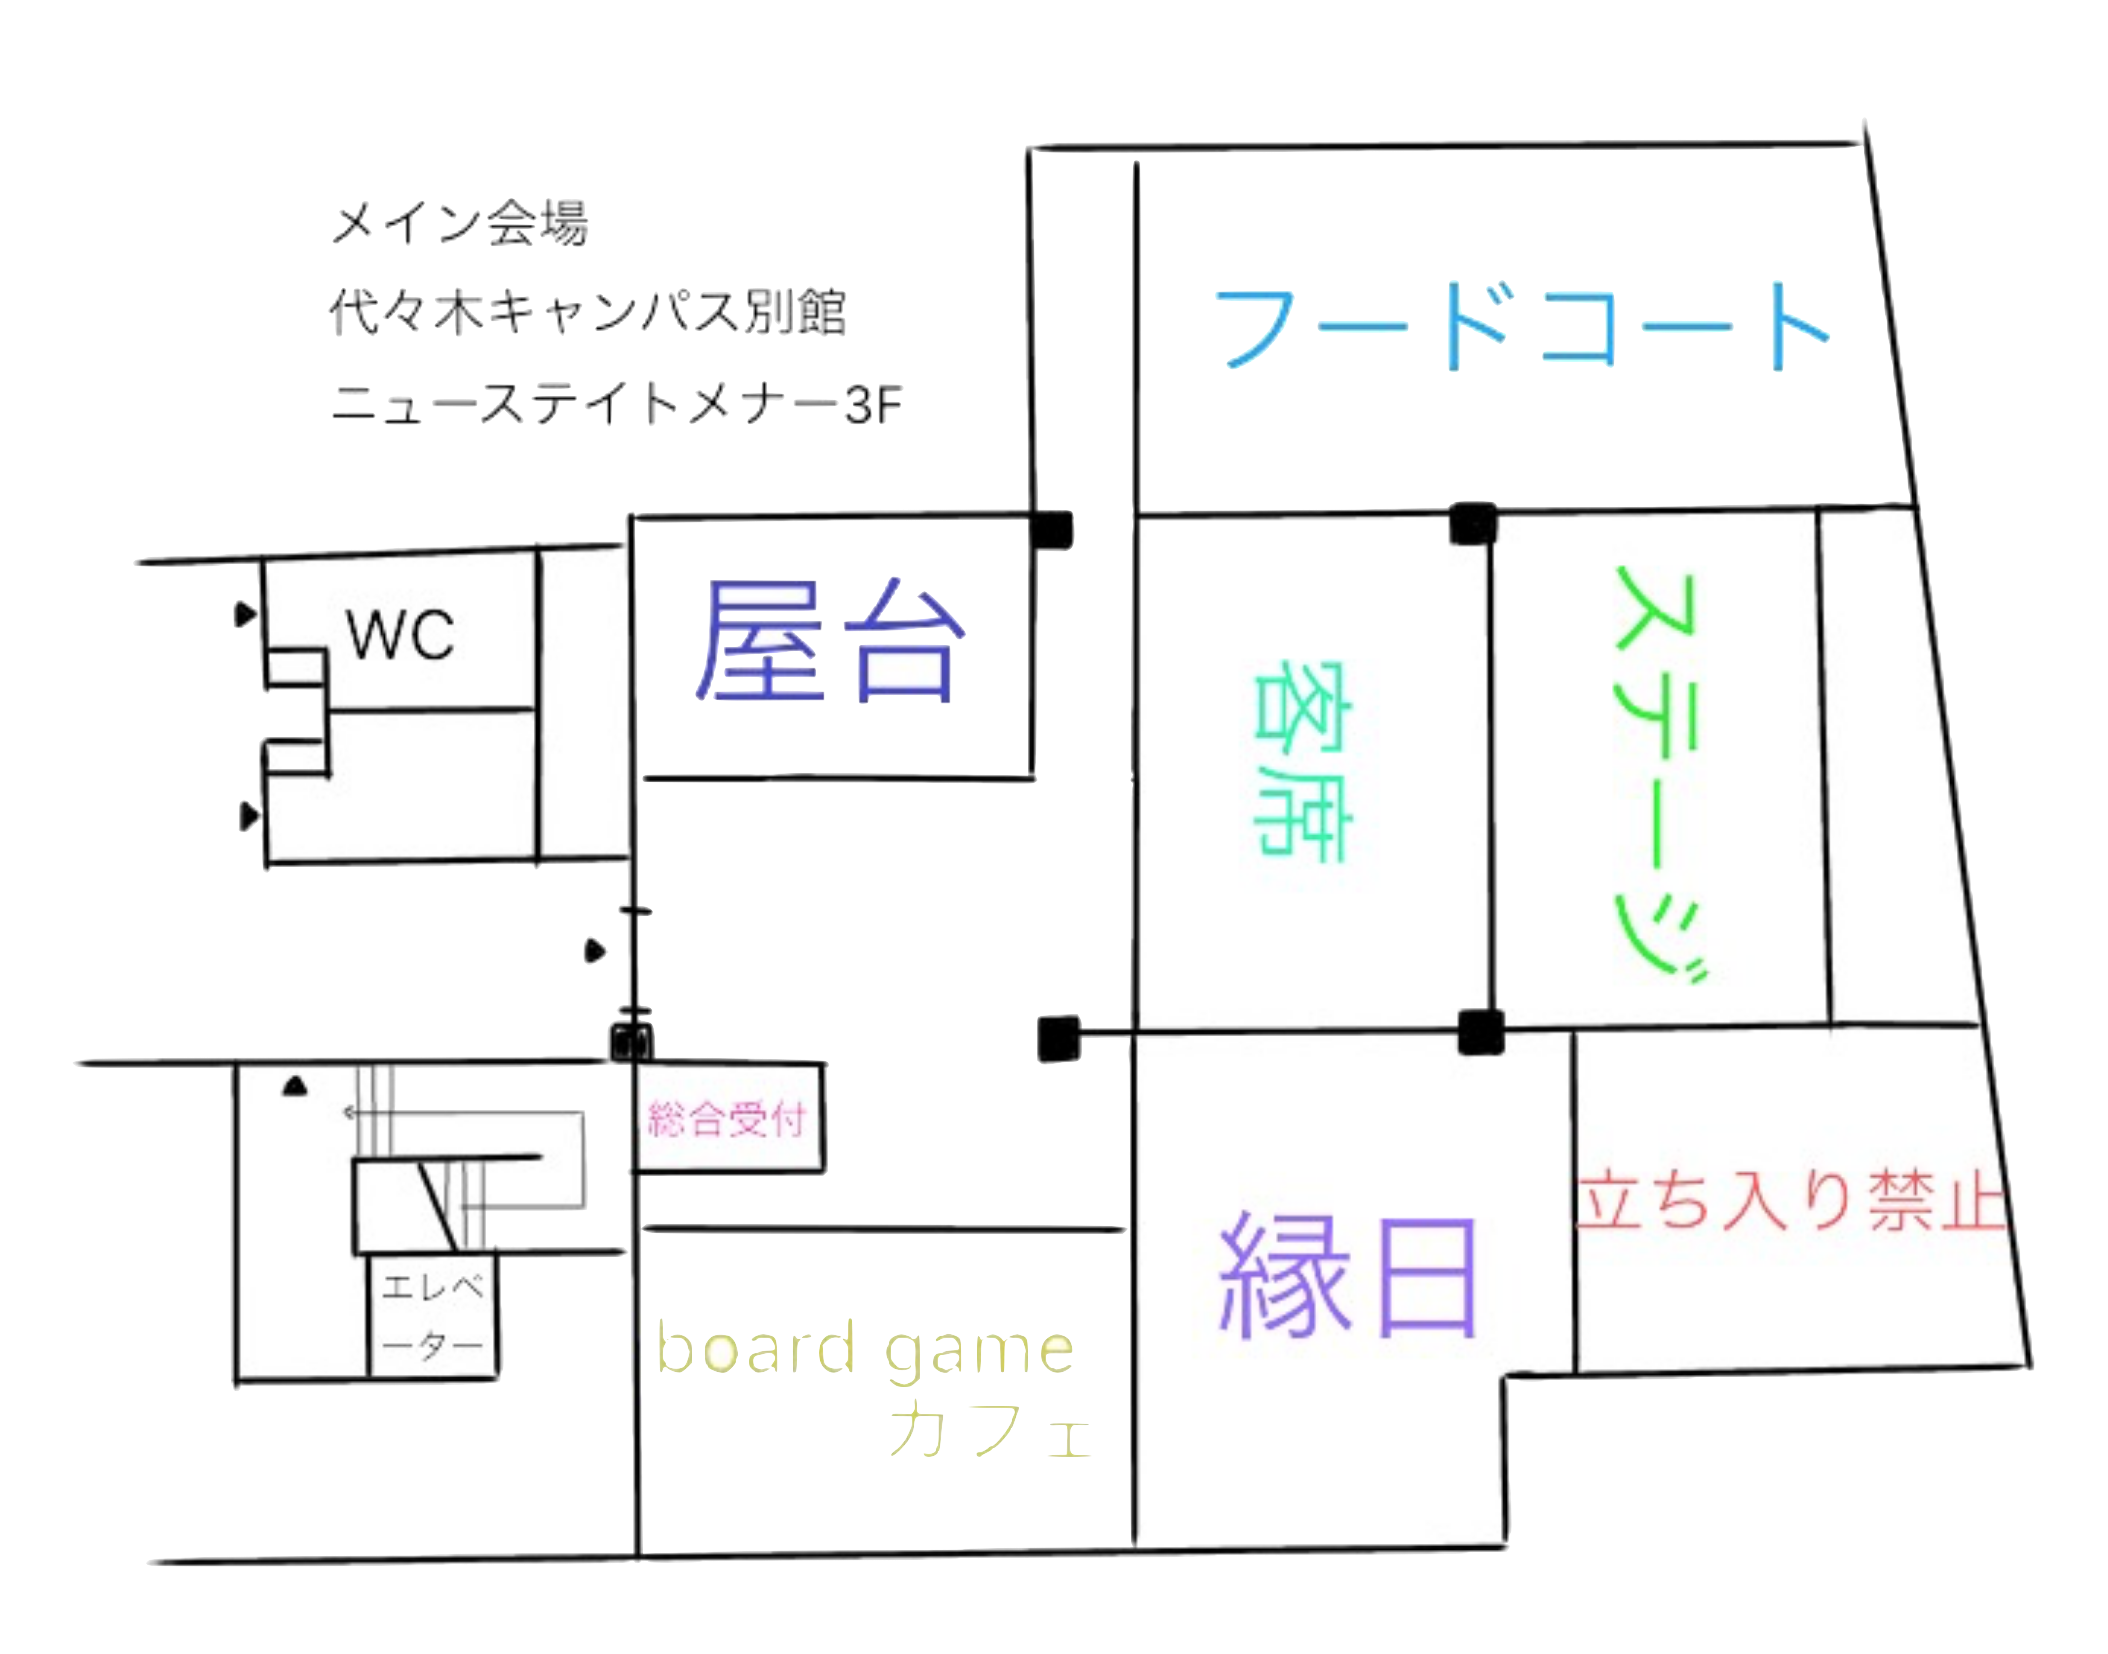 メイン会場
代々木キャンパス別館
ニューステイトメナー3F
フードコート
WC
屋台
客席
ステージ
総合受付
立ち入り禁止
縁日
エレベ
ーター
board game
カフェ